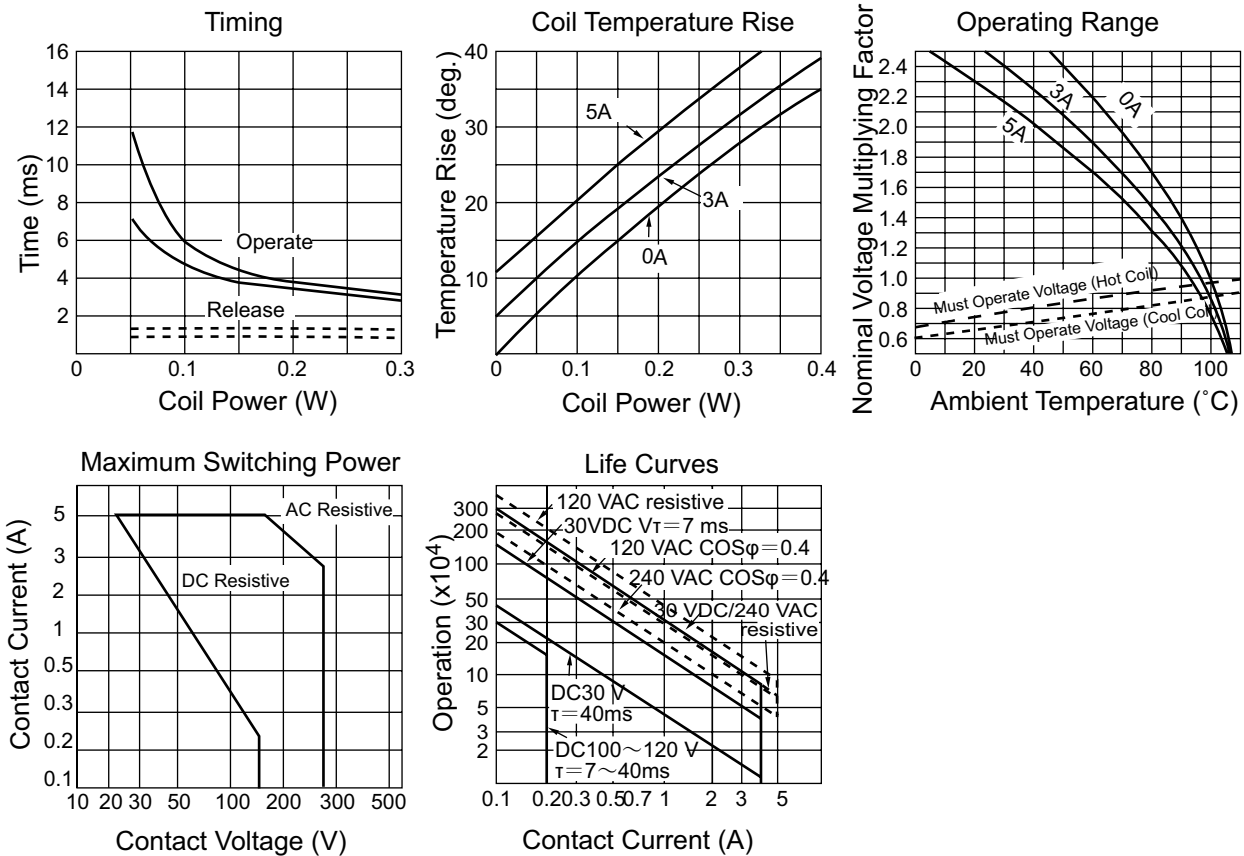 Timing
16
14
12
10
8
6
4
2
Time (ms)
Operate
Release
0 0.1 0.2 0.3
Coil Power (W)
Coil Temperature Rise
40
30
20
10
Temperature Rise (deg.)
5A
3A
0A
0 0.1 0.2 0.3 0.4
Coil Power (W)
Operating Range
Nominal Voltage Multiplying Factor
2.4
2.2
2.0
1.8
1.6
1.4
1.2
1.0
0.8
0.6
0A
3A
5A
Must Operate Voltage (Hot Coil)
Must Operate Voltage (Cool Coil)
0 20 40 60 80 100
Ambient Temperature (˚C)
Maximum Switching Power
Contact Current (A)
5
3
2
1
0.5
0.3
0.2
0.1
AC Resistive
DC Resistive
10 20 30 50 100 200 300 500
Contact Voltage (V)
Life Curves
Operation (x10⁴)
300
200
100
50
30
20
10
5
3
2
120 VAC resistive
30VDC Vτ=7 ms
120 VAC COSφ=0.4
240 VAC COSφ=0.4
30 VDC/240 VAC
resistive
DC30 V
τ=40ms
DC100~120 V
τ=7~40ms
0.1 0.20.3 0.50.7 1 2 3 5
Contact Current (A)